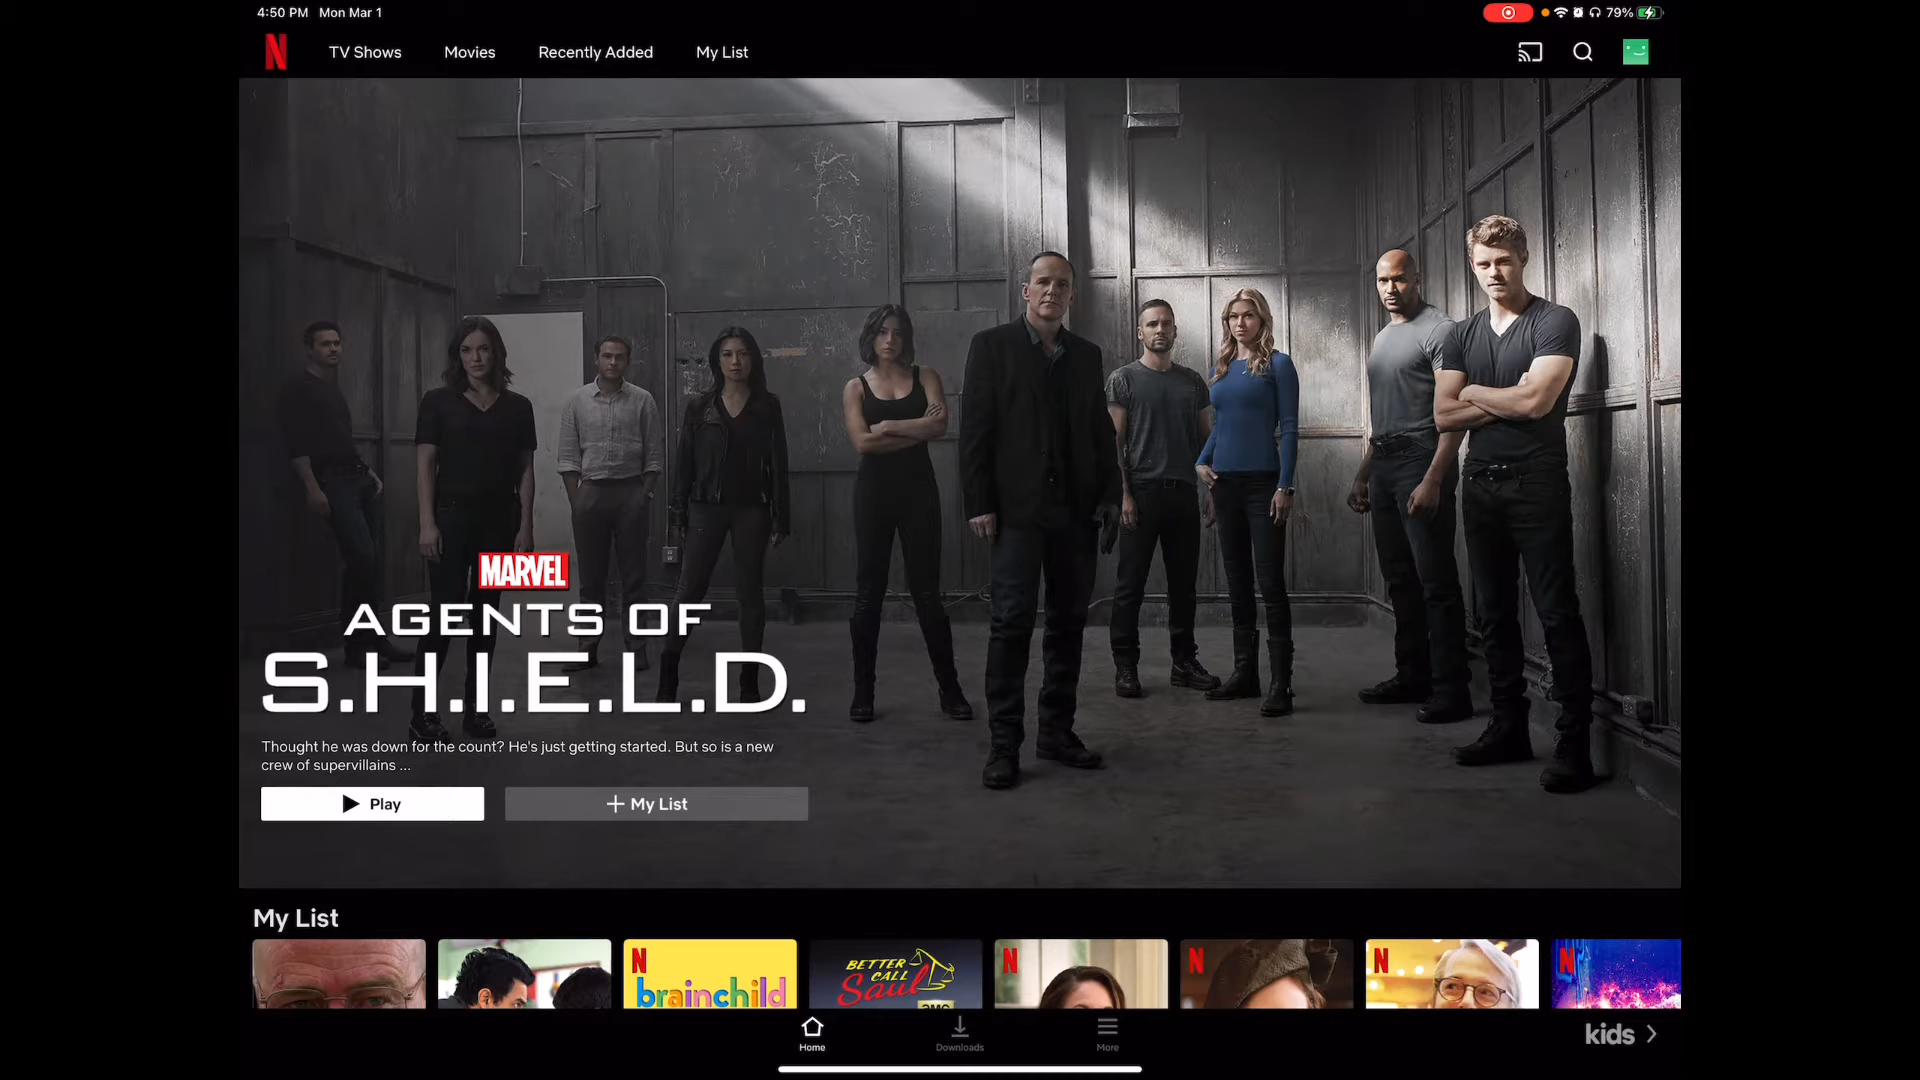 4:50 PM Mon Mar 1
79%
N TV Shows Movies Recently Added My List
MARVEL
AGENTS OF
S.H.I.E.L.D.
Thought he was down for the count? He's just getting started. But so is a new
crew of supervillains ...
Play
+ My List
My List
N
brainchild
BETTER
CALL
Saul
AMC
N
N
N
N
Home
Downloads
More
kids